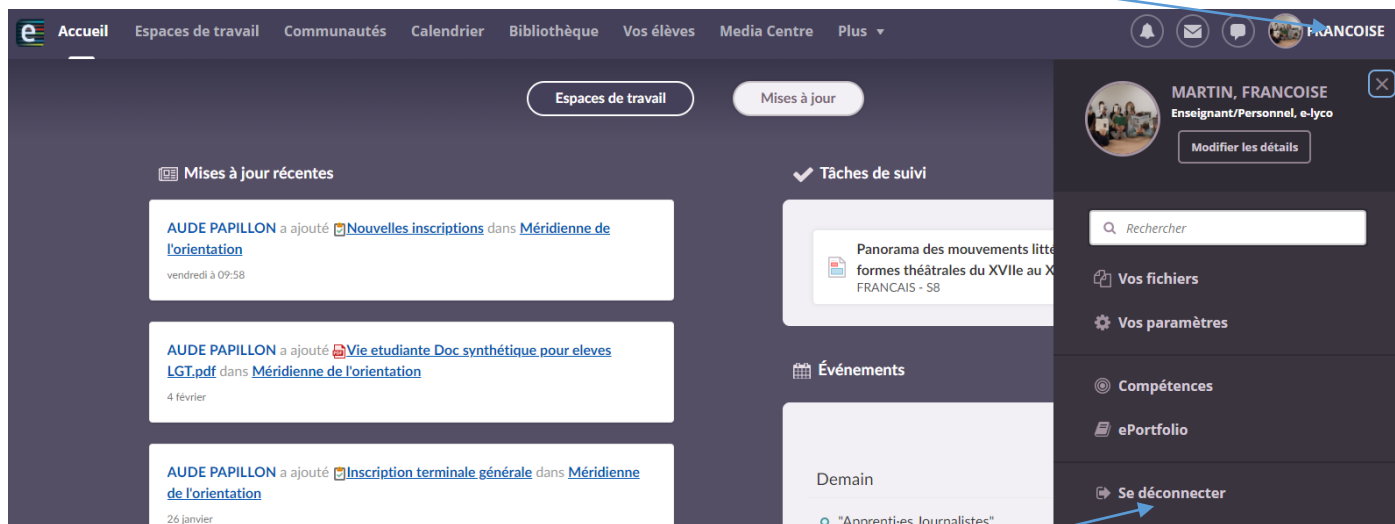 e Accueil Espaces de travail Communautés Calendrier Bibliothèque Vos élèves Media Centre Plus FRANCOISE
Espaces de travail Mises à jour
Mises à jour récentes
AUDE PAPILLON a ajouté Nouvelles inscriptions dans Méridienne de
l'orientation
vendredi à 09:58
AUDE PAPILLON a ajouté Vie etudiante Doc synthétique pour eleves
LGT.pdf dans Méridienne de l'orientation
4 février
AUDE PAPILLON a ajouté Inscription terminale générale dans Méridienne
de l'orientation
26 janvier
Tâches de suivi
Panorama des mouvements litté
formes théâtrales du XVIIe au X
FRANCAIS - S8
Événements
Demain
"Apprenti·es Journalistes"
MARTIN, FRANCOISE
Enseignant/Personnel, e-lyco
Modifier les détails
Rechercher
Vos fichiers
Vos paramètres
Compétences
ePortfolio
Se déconnecter